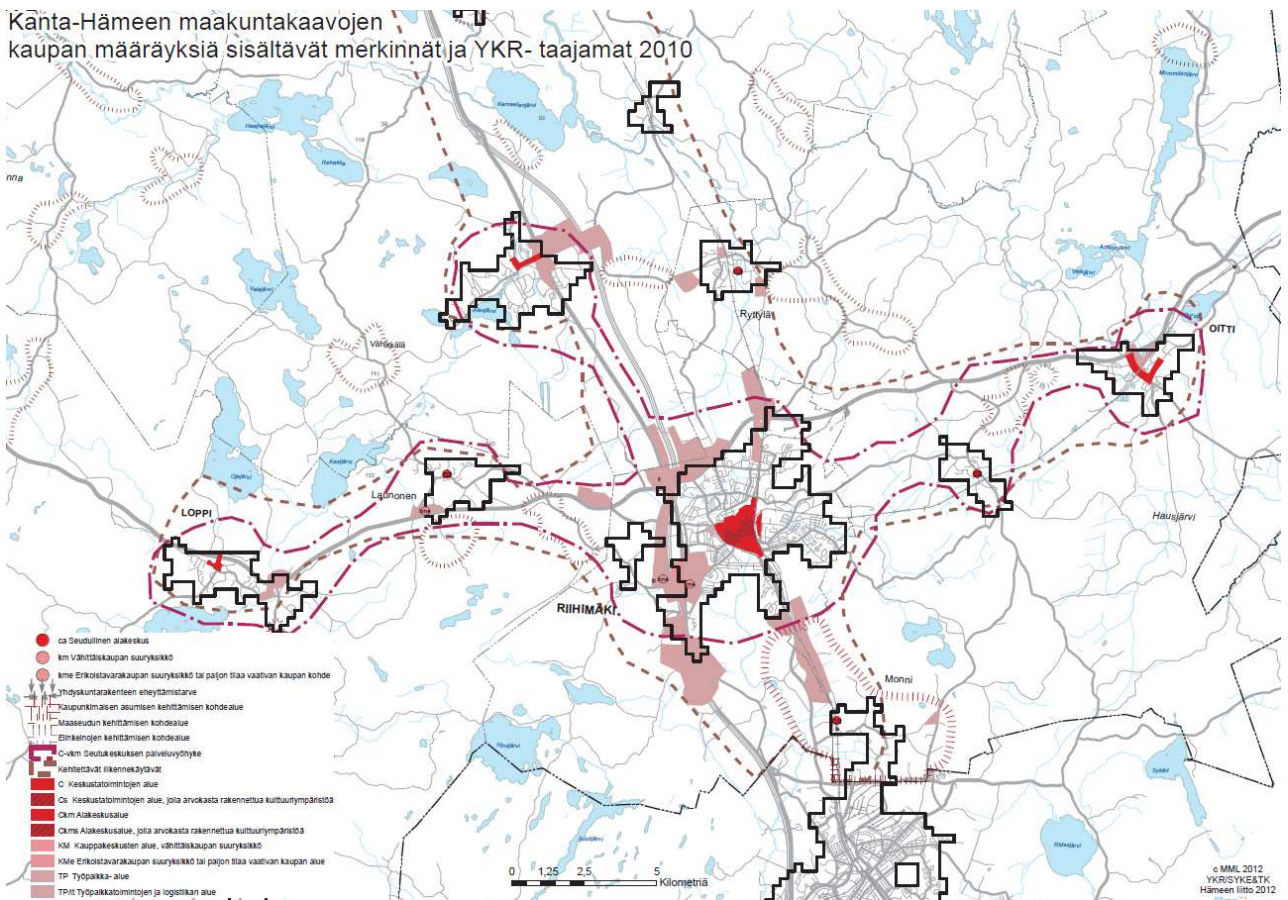 Kanta-Hämeen maakuntakaavojen
kaupan määräyksiä sisältävät merkinnät ja YKR- taajamat 2010
nna
Vähikälä
Ryttylä
OITTI
Launonen
LOPPI
Hausjärvi
RIIHIMÄKI
Monni
ca Seudullinen alakeskus
km Vähittäiskaupan suuryksikkö
kme Erikoistavarakaupan suuryksikkö tai paljon tilaa vaativan kaupan kohde
Yhdyskuntarakenteen eheyttämistarve
Kaupunkimaisen asumisen kehittämisen kohdealue
Maaseudun kehittämisen kohdealue
Elinkeinojen kehittämisen kohdealue
C-vkm Seutukeskuksen palveluvyöhyke
Kehitettävät liikennekäytävät
C Keskustatoimintojen alue
Cs Keskustatoimintojen alue, jolla arvokasta rakennettua kulttuuriympäristöä
Ckm Alakeskusalue
Ckms Alakeskusalue, jolla arvokasta rakennettua kulttuuriympäristöä
KM Kauppakeskusten alue, vähittäiskaupan suuryksikkö
KMe Erikoistavarakaupan suuryksikkö tai paljon tilaa vaativan kaupan alue
TP Työpaikka- alue
TP/lt Työpaikkatoimintojen ja logistiikan alue
0 1,25 2,5 5
Kilometriä
c MML 2012
YKR/SYKE&TK
Hämeen liitto 2012